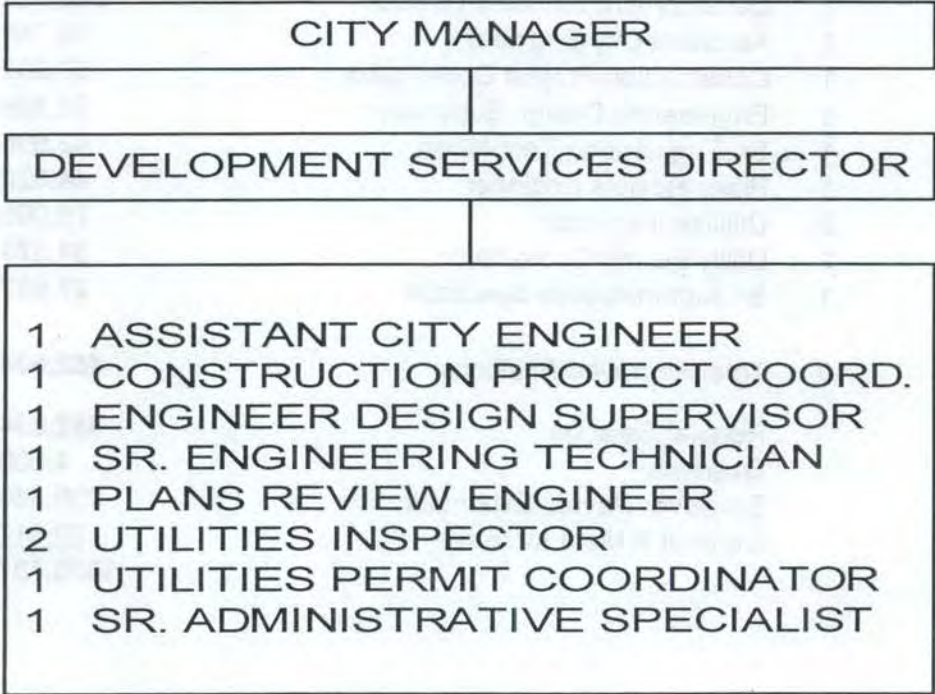 CITY MANAGER
DEVELOPMENT SERVICES DIRECTOR
1 ASSISTANT CITY ENGINEER
1 CONSTRUCTION PROJECT COORD.
1 ENGINEER DESIGN SUPERVISOR
1 SR. ENGINEERING TECHNICIAN
1 PLANS REVIEW ENGINEER
2 UTILITIES INSPECTOR
1 UTILITIES PERMIT COORDINATOR
1 SR. ADMINISTRATIVE SPECIALIST